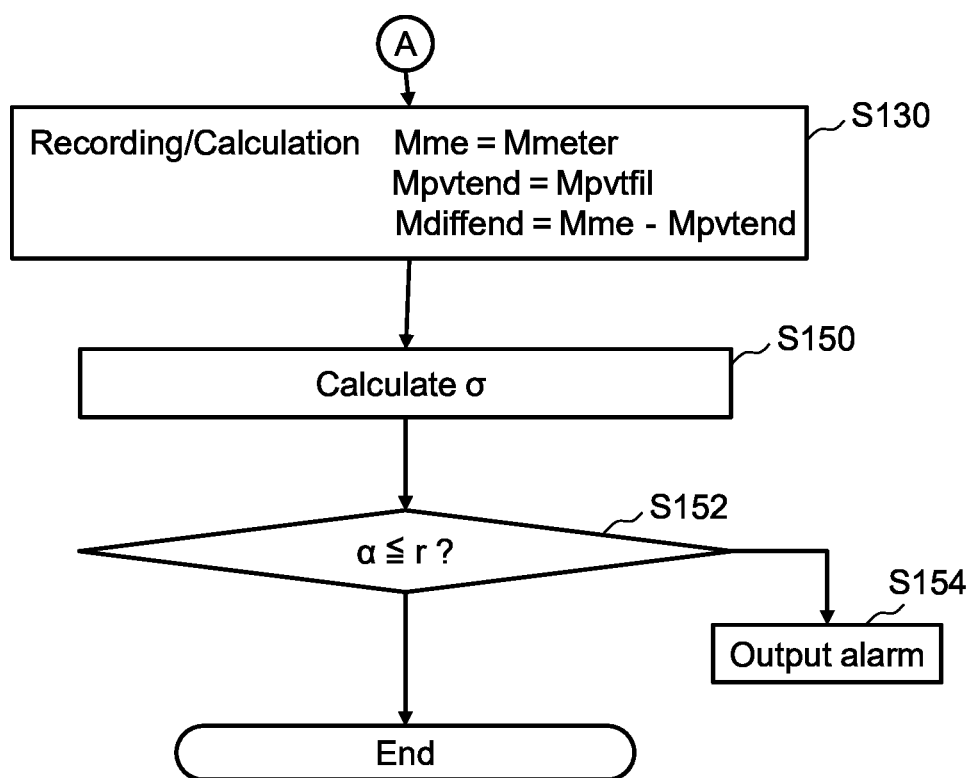 A
S130
Recording/Calculation Mme = Mmeter
Mpvtend = Mpvtfil
Mdiffend = Mme - Mpvtend
S150
Calculate σ
S152
α ≦ r ?
S154
Output alarm
End